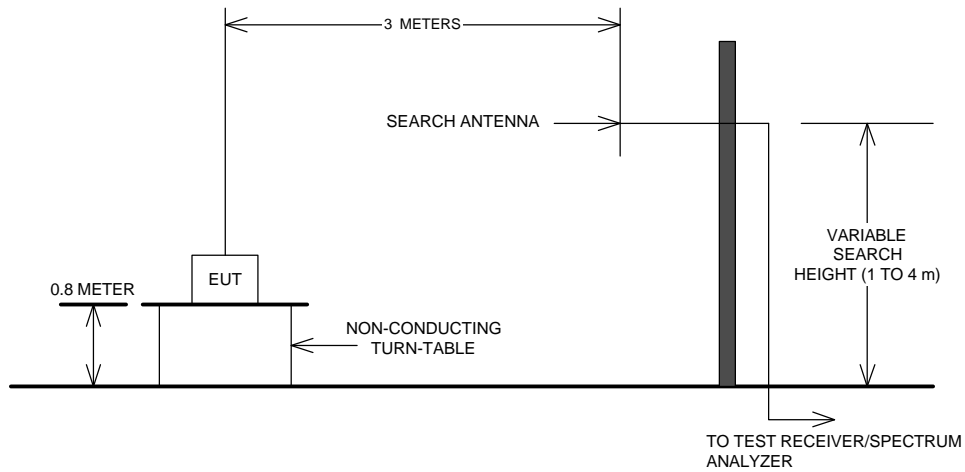 3 METERS
SEARCH ANTENNA
VARIABLE
SEARCH
HEIGHT (1 TO 4 m)
EUT
0.8 METER
NON-CONDUCTING
TURN-TABLE
TO TEST RECEIVER/SPECTRUM
ANALYZER